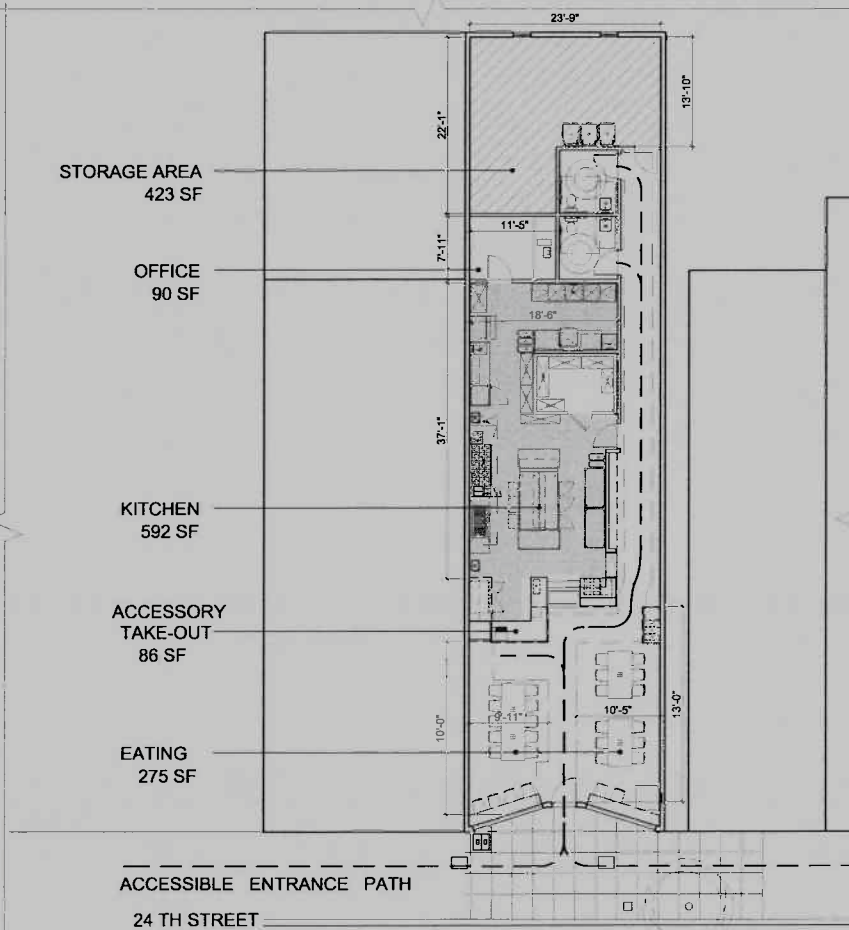 23'-9"
13'-10"
22'-1"
STORAGE AREA
423 SF
11'-5"
7'-11"
OFFICE
90 SF
18'-6"
37'-1"
KITCHEN
592 SF
ACCESSORY
TAKE-OUT
86 SF
10'-0"
9'-11"
10'-5"
13'-0"
EATING
275 SF
ACCESSIBLE ENTRANCE PATH
24 TH STREET